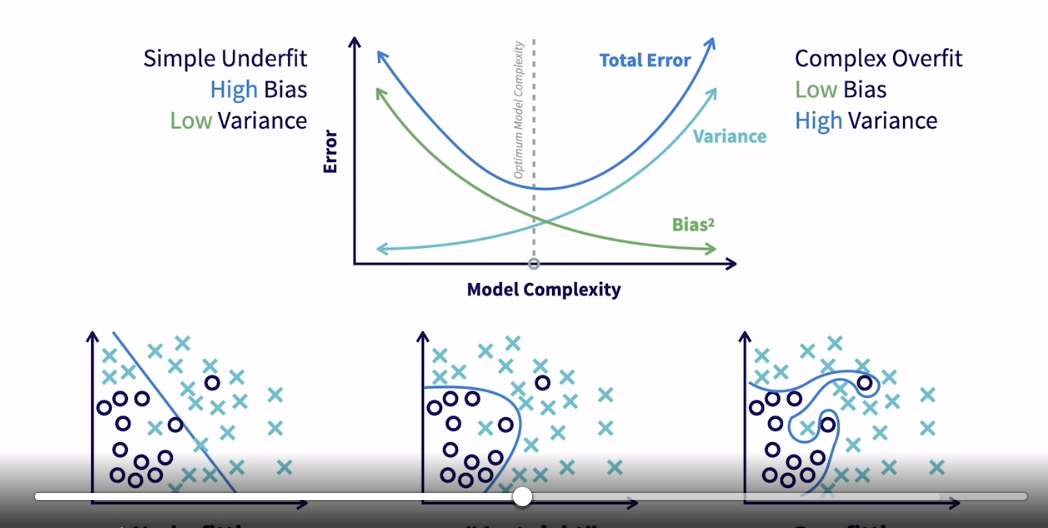 Simple Underfit
High Bias
Low Variance
Error
Optimum Model Complexity
Total Error
Variance
Bias²
Model Complexity
Complex Overfit
Low Bias
High Variance